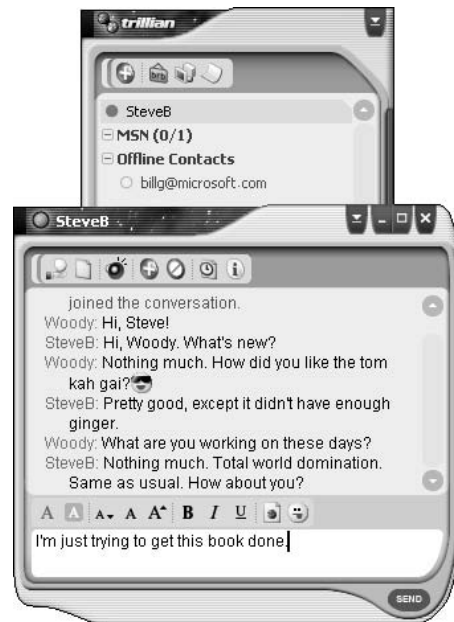 trillian
brb
SteveB
MSN (0/1)
Offline Contacts
billg@microsoft.com
SteveB
joined the conversation.
Woody: Hi, Steve!
SteveB: Hi, Woody. What's new?
Woody: Nothing much. How did you like the tom
kah gai?
SteveB: Pretty good, except it didn't have enough
ginger.
Woody: What are you working on these days?
SteveB: Nothing much. Total world domination.
Same as usual. How about you?
A A A A A B I U
I'm just trying to get this book done.
SEND